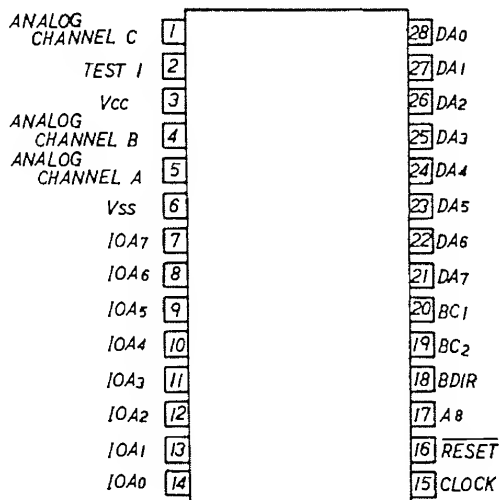 ANALOG
CHANNEL C 1
TEST 1 2
Vcc 3
ANALOG
CHANNEL B 4
ANALOG
CHANNEL A 5
Vss 6
IOA7 7
IOA6 8
IOA5 9
IOA4 10
IOA3 11
IOA2 12
IOA1 13
IOA0 14
28 DA0
27 DA1
26 DA2
25 DA3
24 DA4
23 DA5
22 DA6
21 DA7
20 BC1
19 BC2
18 BDIR
17 A8
16 RESET
15 CLOCK